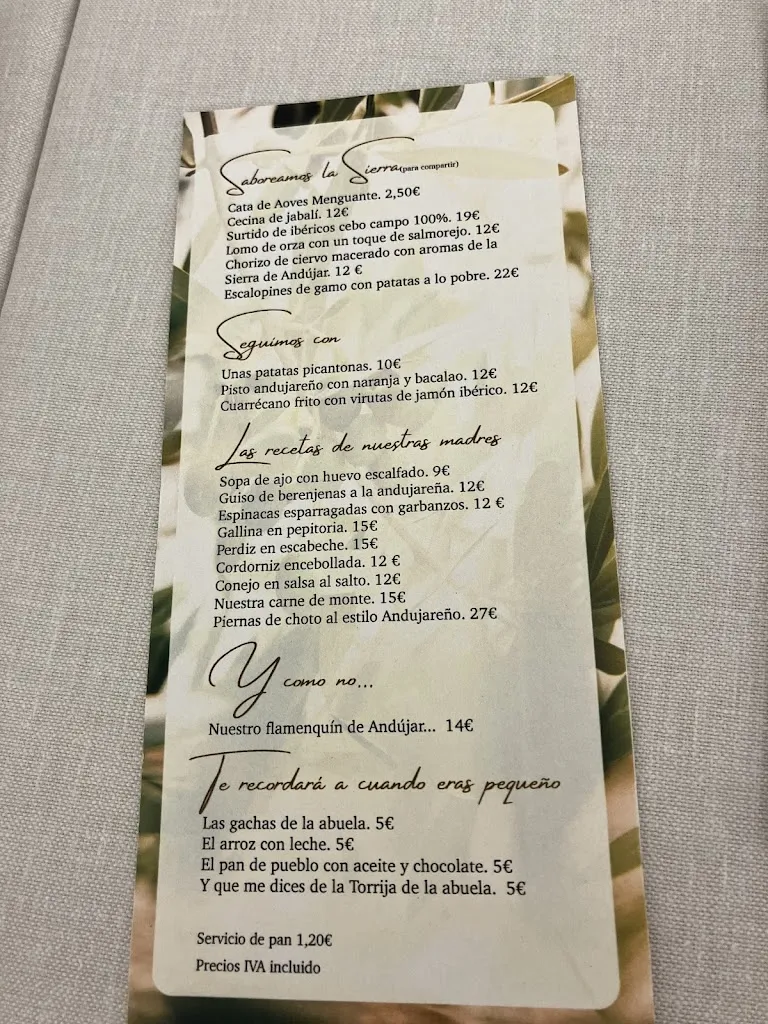 Saboreamos la Sierra (para compartir)
Cata de Aoves Menguante. 2,50€
Cecina de jabalí. 12€
Surtido de ibéricos cebo campo 100%. 19€
Lomo de orza con un toque de salmorejo. 12€
Chorizo de ciervo macerado con aromas de la
Sierra de Andújar. 12 €
Escalopines de gamo con patatas a lo pobre. 22€
Seguimos con
Unas patatas picantonas. 10€
Pisto andujareño con naranja y bacalao. 12€
Cuarrécano frito con virutas de jamón ibérico. 12€
Las recetas de nuestras madres
Sopa de ajo con huevo escalfado. 9€
Guiso de berenjenas a la andujareña. 12€
Espinacas esparragadas con garbanzos. 12 €
Gallina en pepitoria. 15€
Perdiz en escabeche. 15€
Cordorniz encebollada. 12 €
Conejo en salsa al salto. 12€
Nuestra carne de monte. 15€
Piernas de choto al estilo Andujareño. 27€
Y como no...
Nuestro flamenquín de Andújar... 14€
Te recordará a cuando eras pequeño
Las gachas de la abuela. 5€
El arroz con leche. 5€
El pan de pueblo con aceite y chocolate. 5€
Y que me dices de la Torrija de la abuela. 5€
Servicio de pan 1,20€
Precios IVA incluido